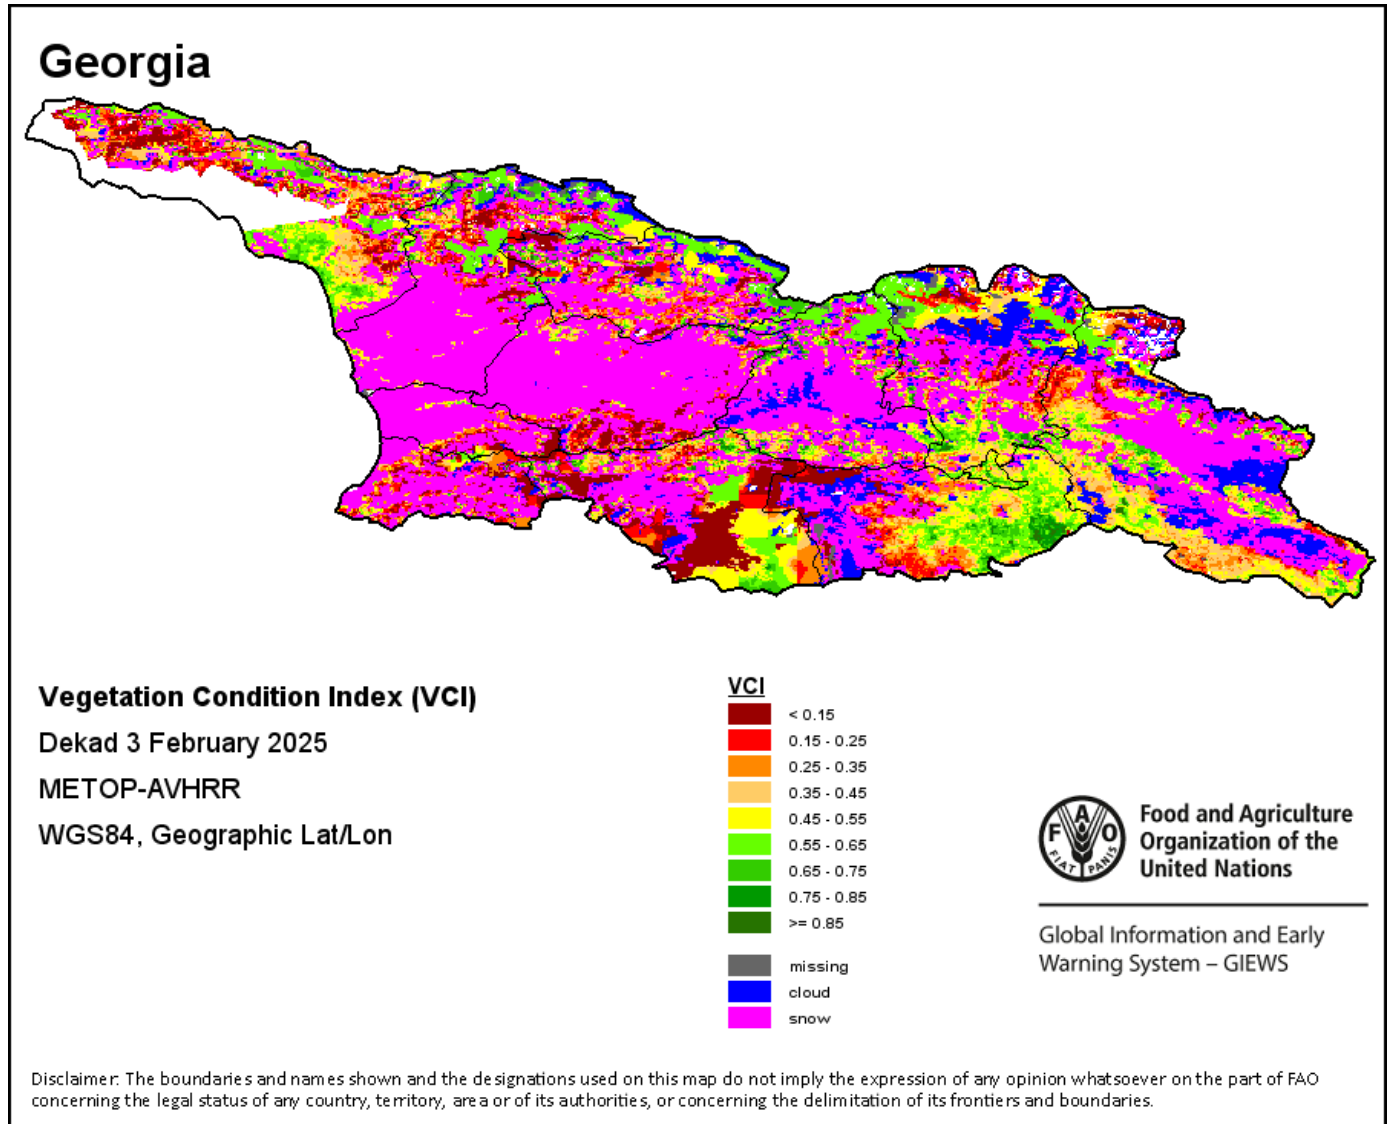 Georgia
Vegetation Condition Index (VCI)
Dekad 3 February 2025
METOP-AVHRR
WGS84, Geographic Lat/Lon
VCI
< 0.15
0.15 - 0.25
0.25 - 0.35
0.35 - 0.45
0.45 - 0.55
0.55 - 0.65
0.65 - 0.75
0.75 - 0.85
>= 0.85
missing
cloud
snow
F A O
FIAT PANIS
Food and Agriculture
Organization of the
United Nations
Global Information and Early
Warning System – GIEWS
Disclaimer: The boundaries and names shown and the designations used on this map do not imply the expression of any opinion whatsoever on the part of FAO
concerning the legal status of any country, territory, area or of its authorities, or concerning the delimitation of its frontiers and boundaries.